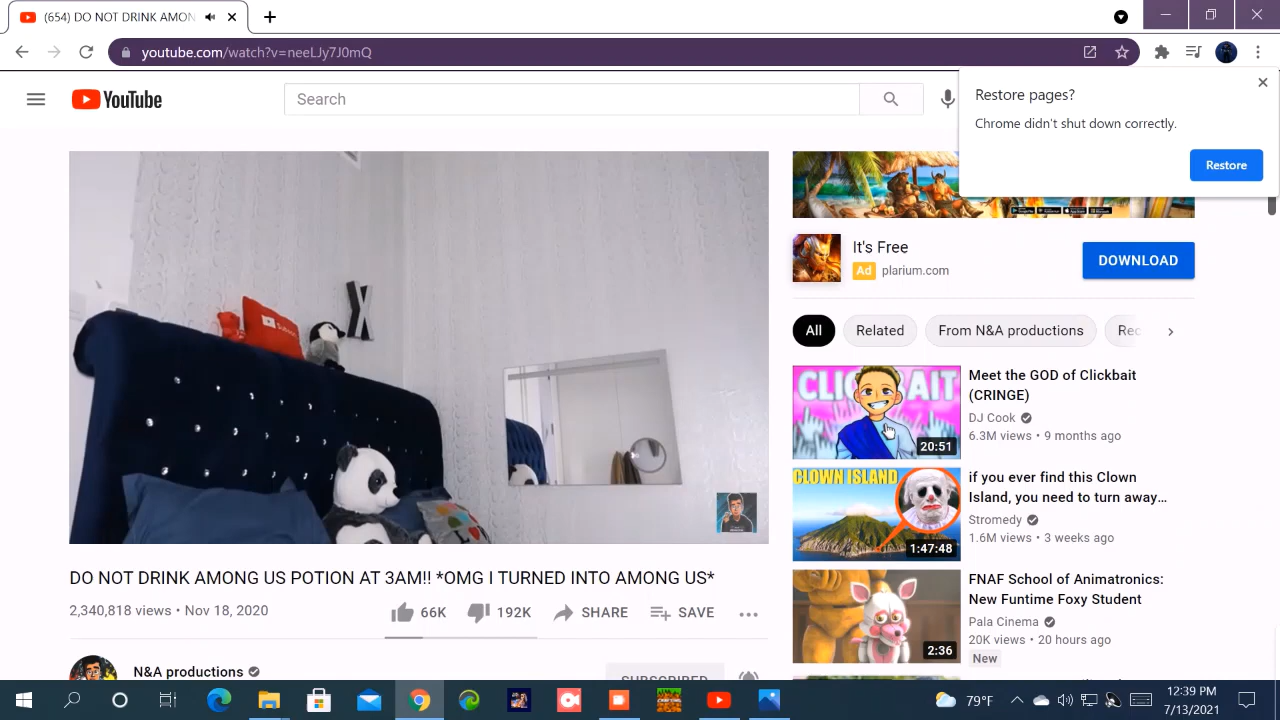 (654) DO NOT DRINK AMON
youtube.com/watch?v=neeLJy7J0mQ
Restore pages?
Chrome didn't shut down correctly.
Restore
YouTube
Search
It's Free
Ad plarium.com
DOWNLOAD
All
Related
From N&A productions
Rec
X
CLICKBAIT
20:51
Meet the GOD of Clickbait
(CRINGE)
DJ Cook
6.3M views • 9 months ago
CLOWN ISLAND
1:47:48
if you ever find this Clown
Island, you need to turn away…
Stromedy
1.6M views • 3 weeks ago
2:36
FNAF School of Animatronics:
New Funtime Foxy Student
Pala Cinema
20K views • 20 hours ago
New
DO NOT DRINK AMONG US POTION AT 3AM!! *OMG I TURNED INTO AMONG US*
2,340,818 views • Nov 18, 2020
66K
192K
SHARE
SAVE
N&A productions
SUBSCRIBED
79°F
12:39 PM
7/13/2021